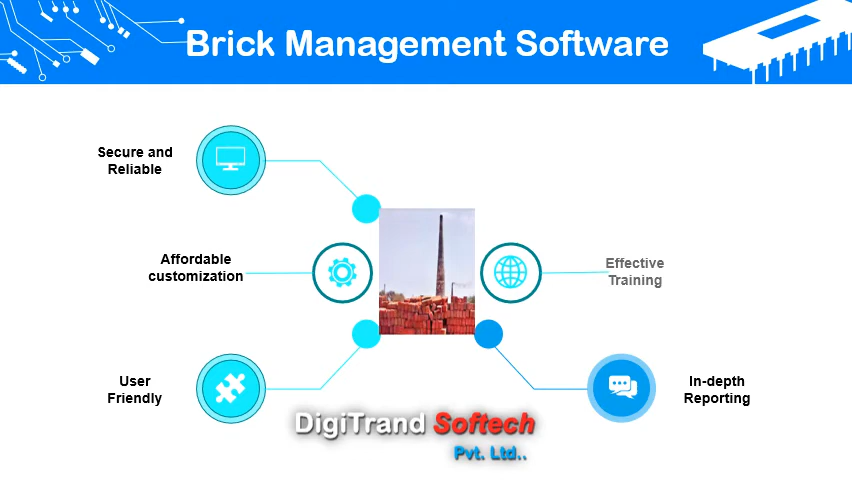 Brick Management Software
Secure and
Reliable
Affordable
customization
Effective
Training
User
Friendly
In-depth
Reporting
DigiTrand Softech
Pvt. Ltd..